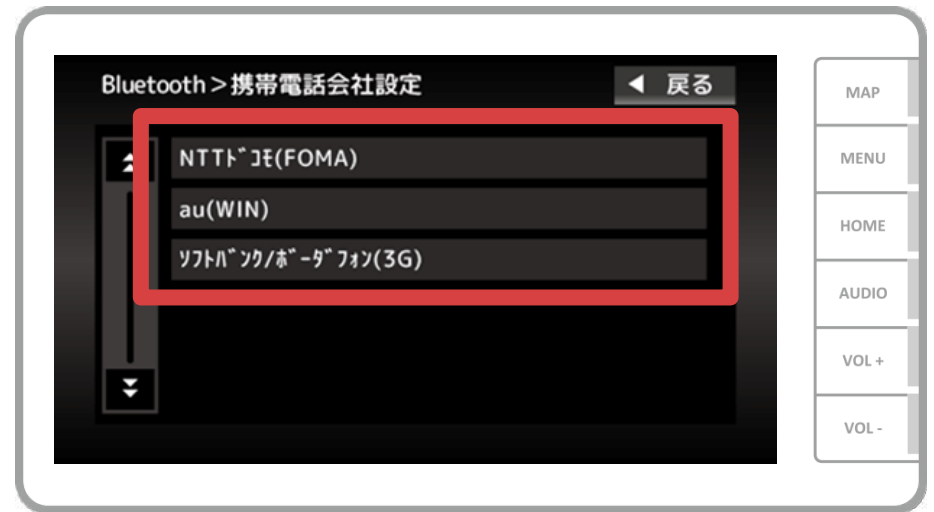 Bluetooth＞携帯電話会社設定
◀ 戻る
NTTﾄﾞｺﾓ(FOMA)
au(WIN)
ｿﾌﾄﾊﾞﾝｸ/ﾎﾞｰﾀﾞﾌｫﾝ(3G)
MAP
MENU
HOME
AUDIO
VOL +
VOL -